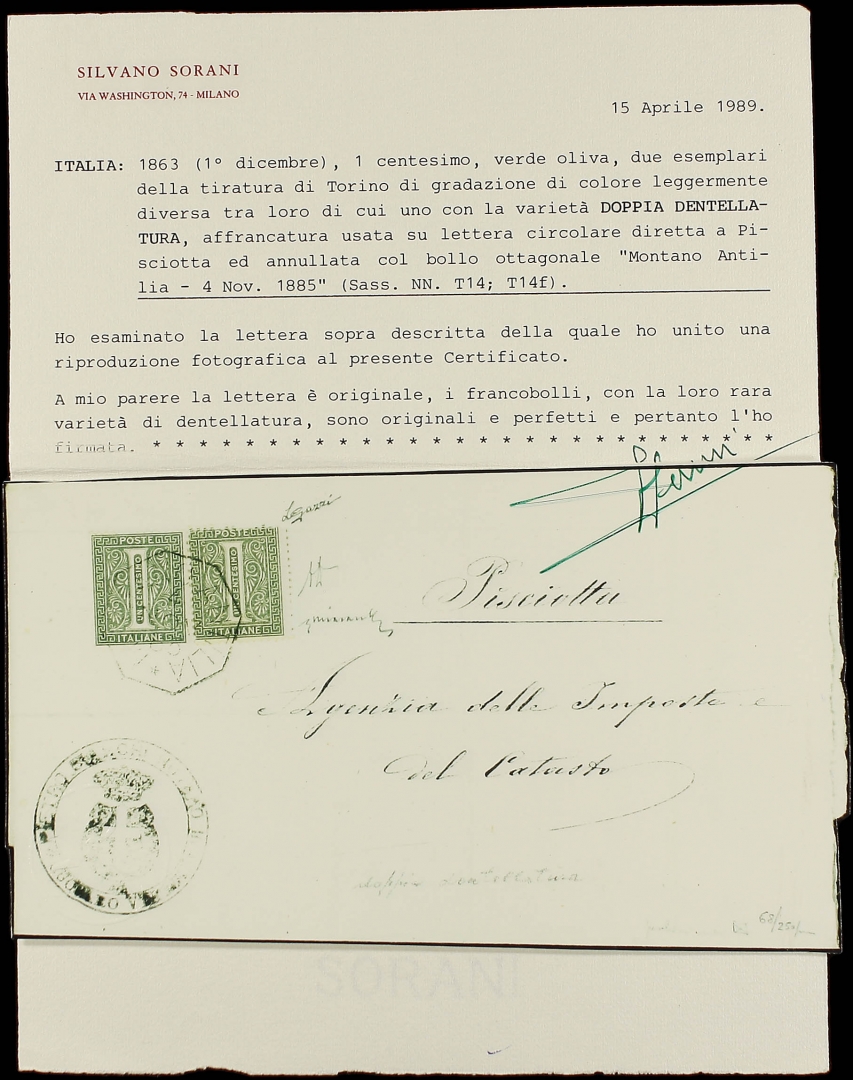 SILVANO SORANI
VIA WASHINGTON, 74 - MILANO
15 Aprile 1989.
ITALIA: 1863 (1° dicembre), 1 centesimo, verde oliva, due esemplari
della tiratura di Torino di gradazione di colore leggermente
diversa tra loro di cui uno con la varietà DOPPIA DENTELLA-
TURA, affrancatura usata su lettera circolare diretta a Pi-
sciotta ed annullata col bollo ottagonale "Montano Anti-
lia - 4 Nov. 1885" (Sass. NN. T14; T14f).
Ho esaminato la lettera sopra descritta della quale ho unito una
riproduzione fotografica al presente Certificato.
A mio parere la lettera è originale, i francobolli, con la loro rara
varietà di dentellatura, sono originali e perfetti e pertanto l'ho
firmata. * * * * * * * * * * * * * * * * * * * * * * * * * * * * * * * *
POSTE POSTE
UN CENTESIMO UN CENTESIMO
ITALIANE ITALIANE
LIA *
Pisciotta
Agenzia delle Imposte e
del Catasto
doppia dentellatura
SORANI